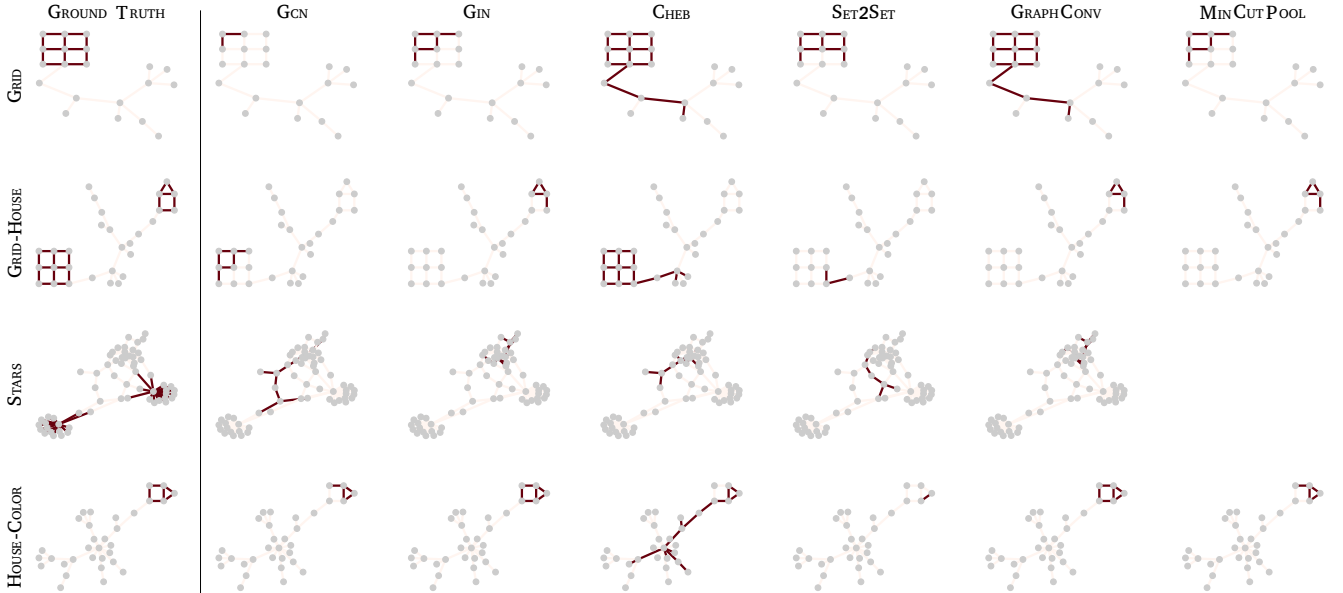 Ground Truth Gcn Gin Cheb Set2Set GraphConv MinCutPool
Grid
Grid-House
Stars
House-Color